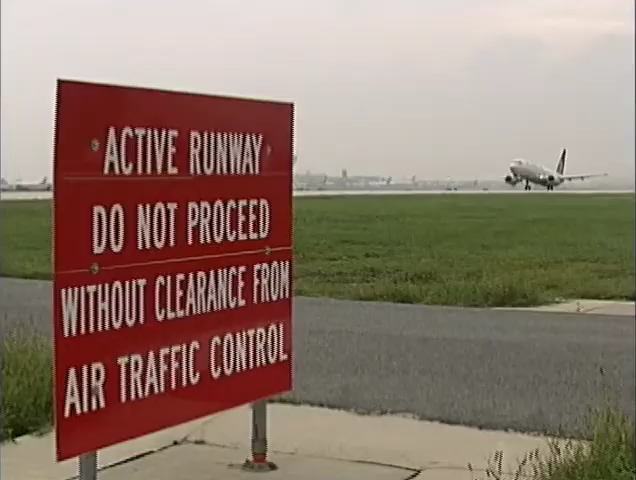 ACTIVE RUNWAY
DO NOT PROCEED
WITHOUT CLEARANCE FROM
AIR TRAFFIC CONTROL